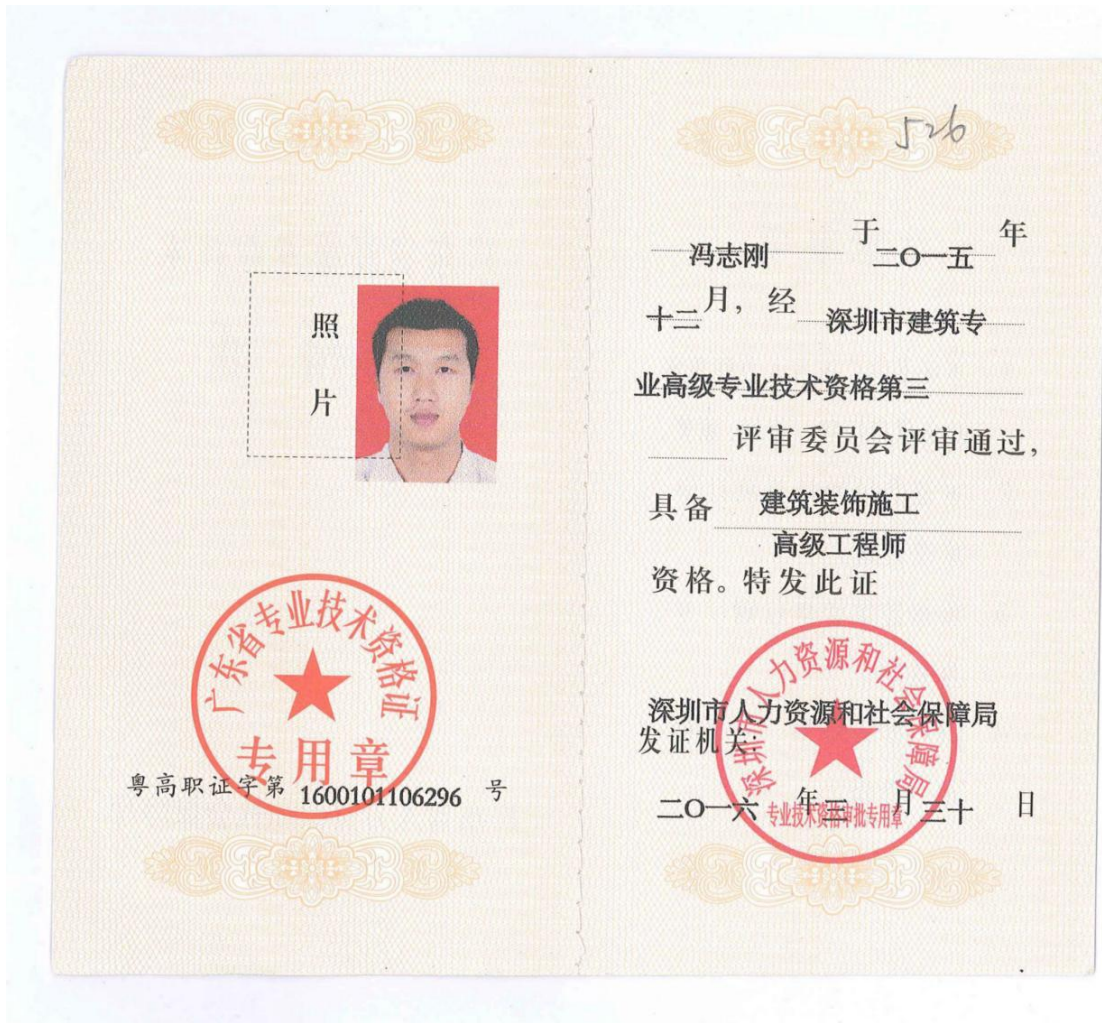 照
片
广东省专业技术资格证
专用章
粤高职证字第 1600101106296 号
526
冯志刚 于 二〇一五 年
十二 月，经 深圳市建筑专
业高级专业技术资格第三
评审委员会评审通过，
具备 建筑装饰施工
高级工程师
资格。特发此证
深圳市人力资源和社会保障局
深圳市人力资源和社会保障局
发证机关：
二〇一六 年 三 月 三十 日
专业技术资格审批专用章